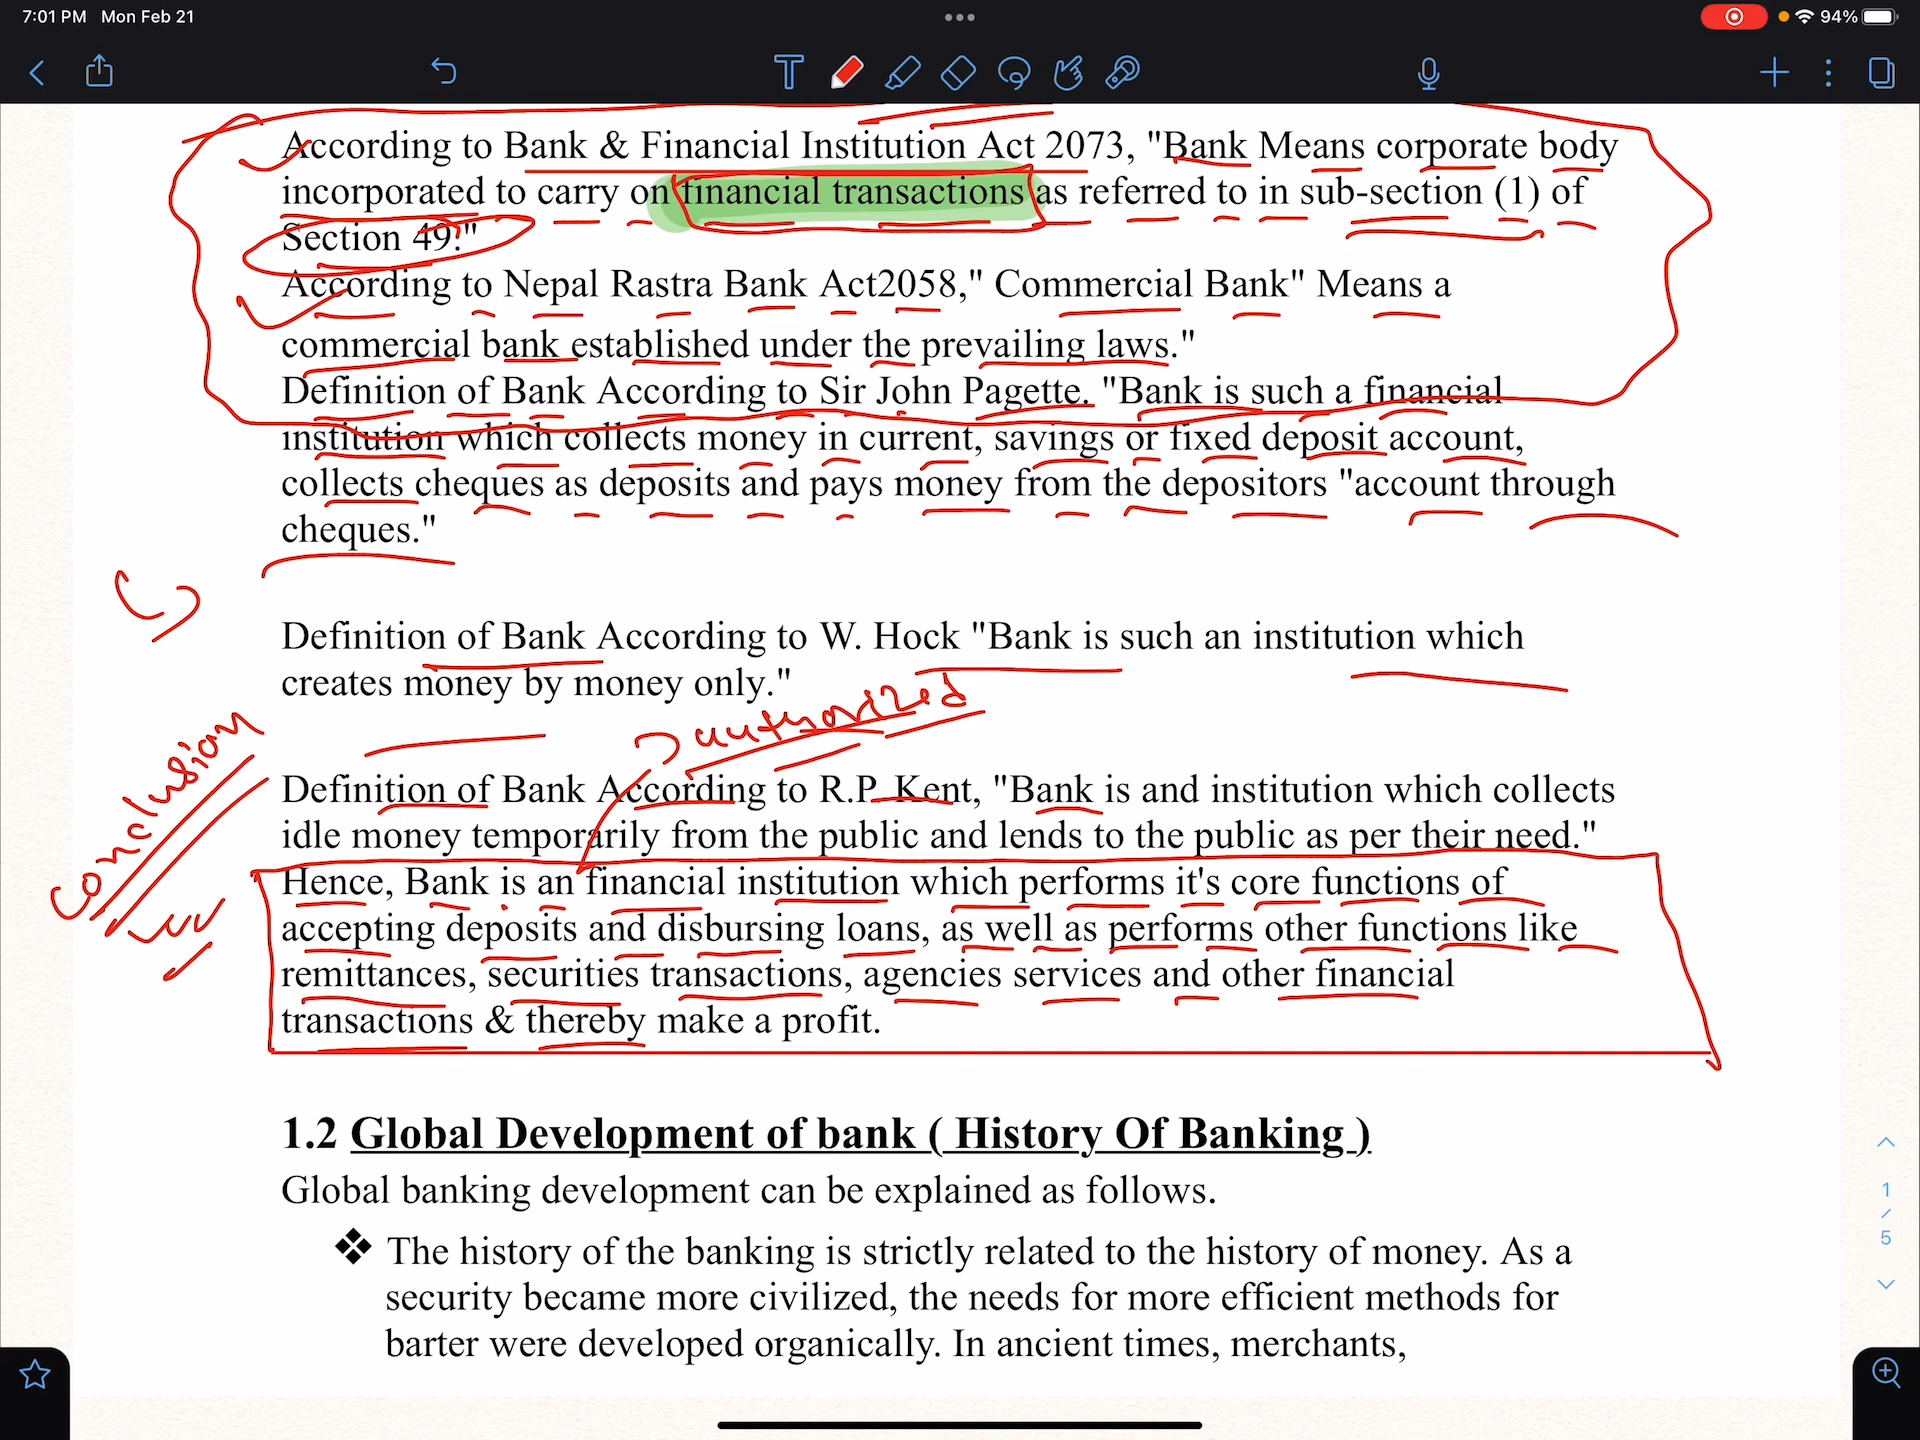 7:01 PM Mon Feb 21
94%
According to Bank & Financial Institution Act 2073, "Bank Means corporate body
incorporated to carry on financial transactions as referred to in sub-section (1) of
Section 49."
According to Nepal Rastra Bank Act2058," Commercial Bank" Means a
commercial bank established under the prevailing laws."
Definition of Bank According to Sir John Pagette. "Bank is such a financial
institution which collects money in current, savings or fixed deposit account,
collects cheques as deposits and pays money from the depositors "account through
cheques."
Definition of Bank According to W. Hock "Bank is such an institution which
creates money by money only."
authorized
conclusion
Definition of Bank According to R.P. Kent, "Bank is and institution which collects
idle money temporarily from the public and lends to the public as per their need."
Hence, Bank is an financial institution which performs it's core functions of
accepting deposits and disbursing loans, as well as performs other functions like
remittances, securities transactions, agencies services and other financial
transactions & thereby make a profit.
1.2 Global Development of bank ( History Of Banking )
Global banking development can be explained as follows.
❖ The history of the banking is strictly related to the history of money. As a
security became more civilized, the needs for more efficient methods for
barter were developed organically. In ancient times, merchants,
1
/
5